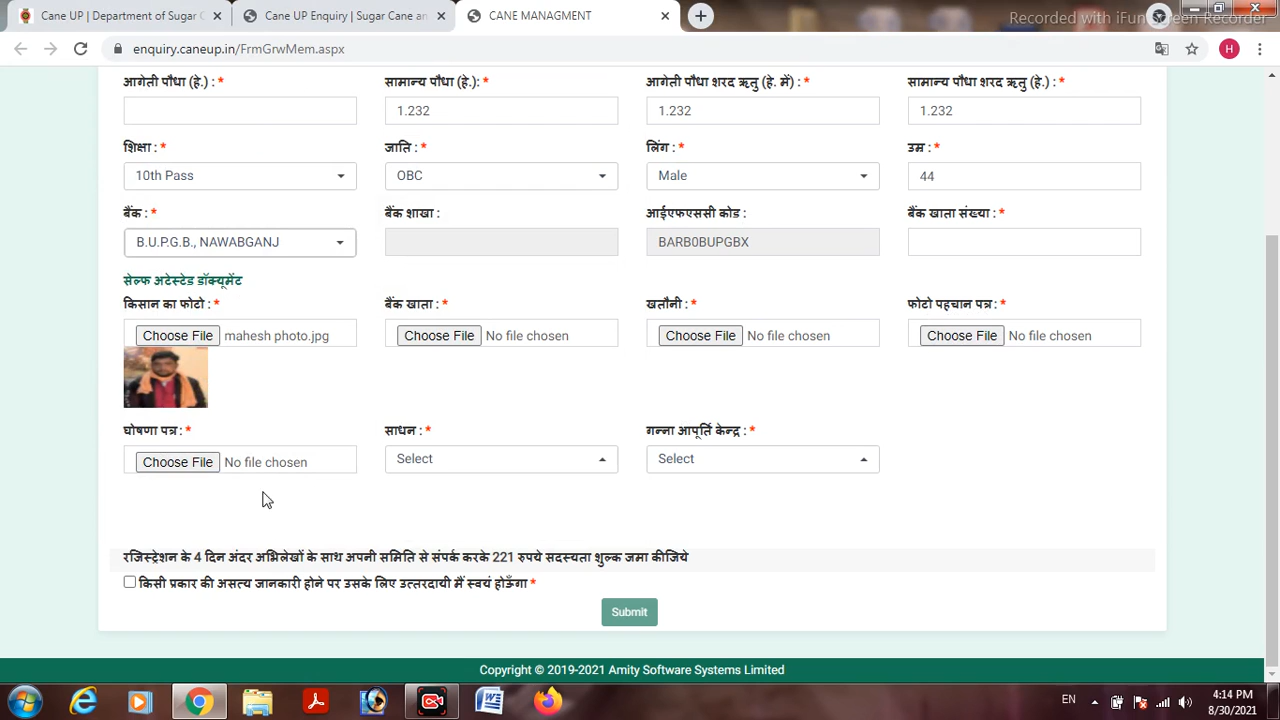 Cane UP | Department of Sugar C
Cane UP Enquiry | Sugar Cane an
CANE MANAGMENT
Recorded with iFun Screen Recorder
enquiry.caneup.in/FrmGrwMem.aspx
H
आगेती पौधा (हे.) : *
सामान्य पौधा (हे.): *
आगेती पौधा शरद ऋतु (हे. में) : *
सामान्य पौधा शरद ऋतु (हे.) : *
1.232
1.232
1.232
शिक्षा : *
जाति : *
लिंग : *
उम्र : *
10th Pass
OBC
Male
44
बैंक : *
बैंक शाखा :
आईएफएससी कोड :
बैंक खाता संख्या : *
B.U.P.G.B., NAWABGANJ
BARB0BUPGBX
सेल्फ अटेस्टेड डॉक्यूमेंट
किसान का फोटो : *
बैंक खाता : *
खतौनी : *
फोटो पहचान पत्र : *
Choose File mahesh photo.jpg
Choose File No file chosen
Choose File No file chosen
Choose File No file chosen
घोषणा पत्र: *
साधन : *
गन्ना आपूर्ति केन्द्र : *
Choose File No file chosen
Select
Select
रजिस्ट्रेशन के 4 दिन अंदर अभिलेखों के साथ अपनी समिति से संपर्क करके 221 रुपये सदस्यता शुल्क जमा कीजिये
किसी प्रकार की असत्य जानकारी होने पर उसके लिए उत्तरदायी मैं स्वयं होऊँगा *
Submit
Copyright © 2019-2021 Amity Software Systems Limited
EN
4:14 PM
8/30/2021